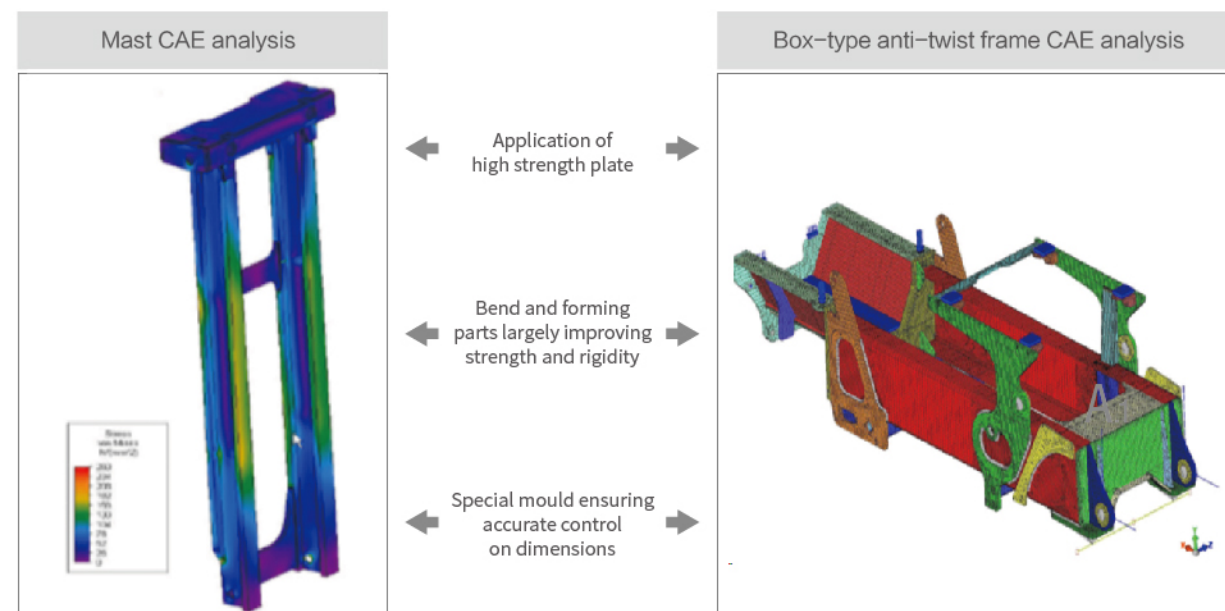 Mast CAE analysis
Box-type anti-twist frame CAE analysis
Application of
high strength plate
Bend and forming
parts largely improving
strength and rigidity
Special mould ensuring
accurate control
on dimensions